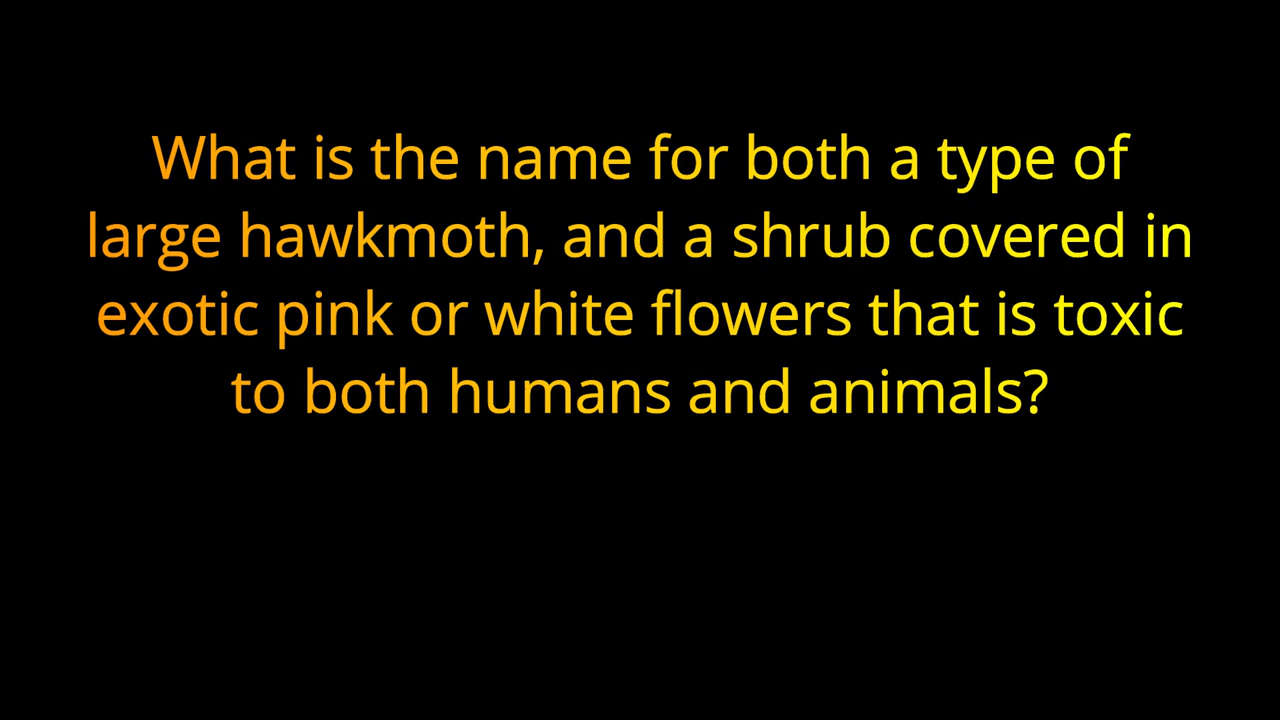 What is the name for both a type of
large hawkmoth, and a shrub covered in
exotic pink or white flowers that is toxic
to both humans and animals?